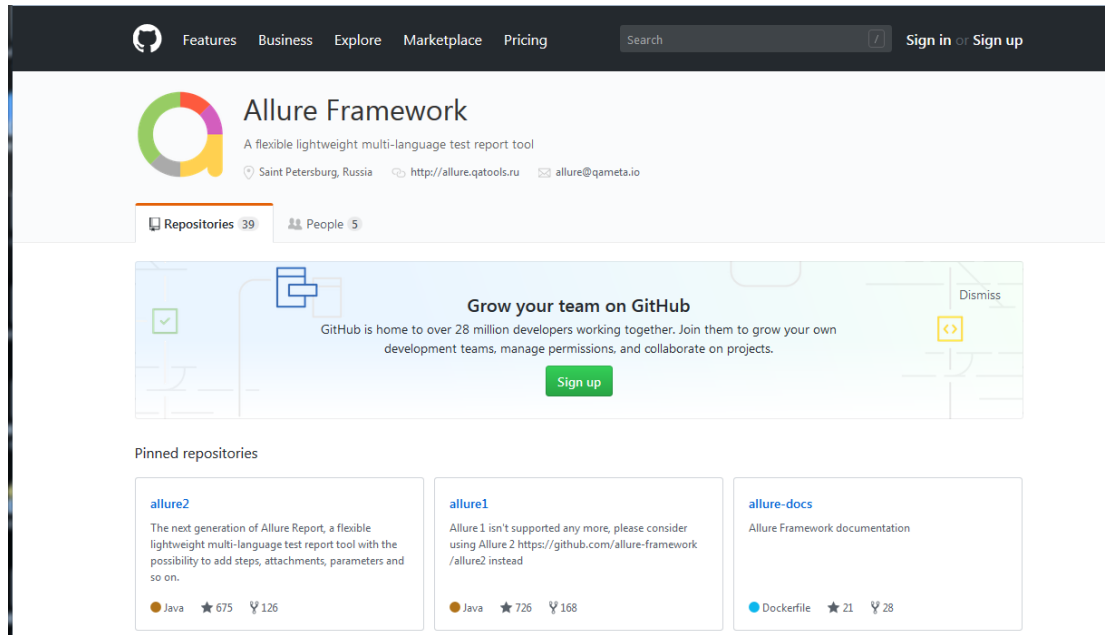 Features Business Explore Marketplace Pricing Search / Sign in or Sign up
Allure Framework
A flexible lightweight multi-language test report tool
Saint Petersburg, Russia http://allure.qatools.ru allure@qameta.io
Repositories 39 People 5
Dismiss
Grow your team on GitHub
GitHub is home to over 28 million developers working together. Join them to grow your own
development teams, manage permissions, and collaborate on projects.
Sign up
Pinned repositories
allure2
The next generation of Allure Report, a flexible
lightweight multi-language test report tool with the
possibility to add steps, attachments, parameters and
so on.
Java 675 126
allure1
Allure 1 isn't supported any more, please consider
using Allure 2 https://github.com/allure-framework
/allure2 instead
Java 726 168
allure-docs
Allure Framework documentation
Dockerfile 21 28